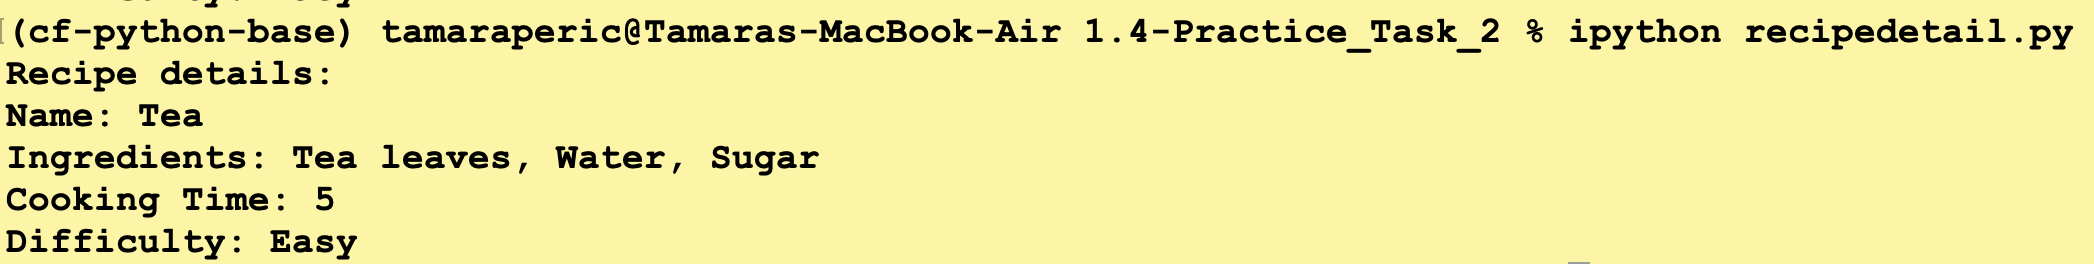 (cf-python-base) tamaraperic@Tamaras-MacBook-Air 1.4-Practice_Task_2 % ipython recipedetail.py
Recipe details:
Name: Tea
Ingredients: Tea leaves, Water, Sugar
Cooking Time: 5
Difficulty: Easy